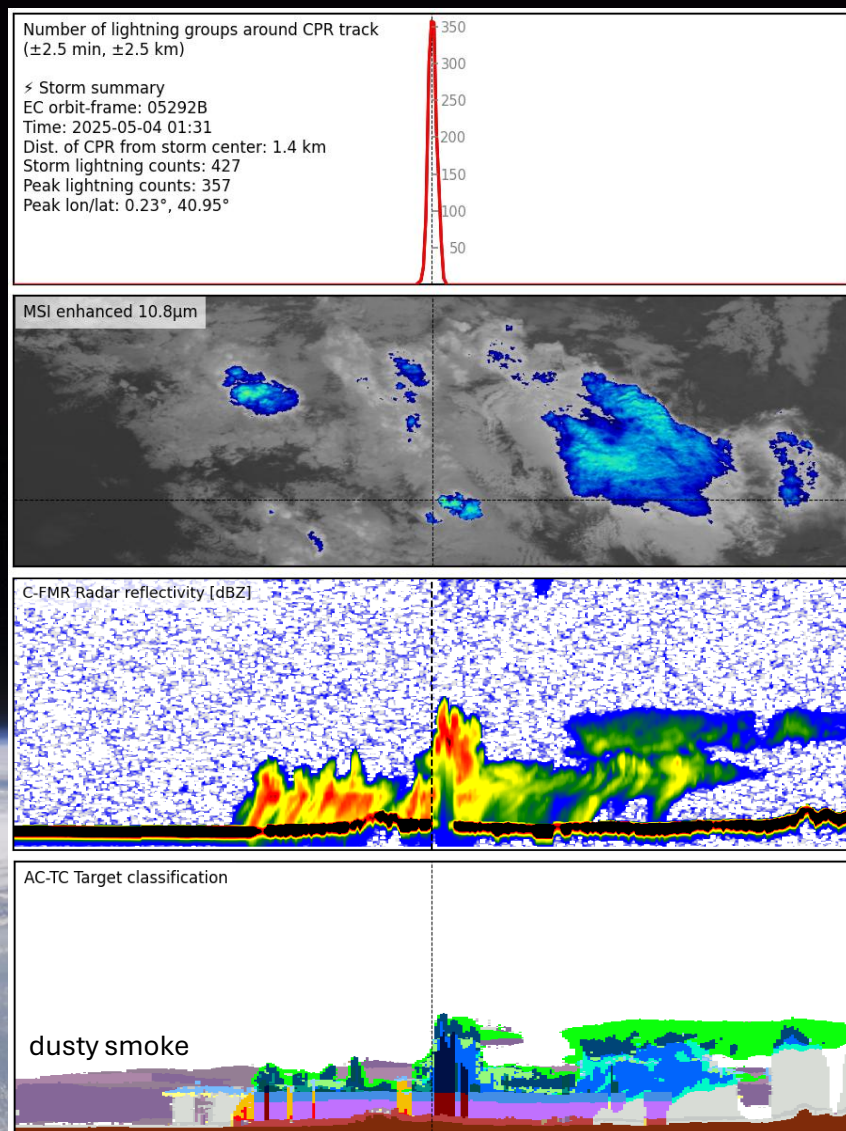 Number of lightning groups around CPR track
(±2.5 min, ±2.5 km)
⚡ Storm summary
EC orbit-frame: 05292B
Time: 2025-05-04 01:31
Dist. of CPR from storm center: 1.4 km
Storm lightning counts: 427
Peak lightning counts: 357
Peak lon/lat: 0.23°, 40.95°
350
300
250
200
150
100
50
MSI enhanced 10.8μm
C-FMR Radar reflectivity [dBZ]
AC-TC Target classification
dusty smoke